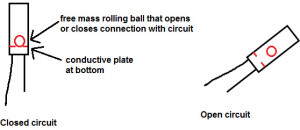 free mass rolling ball that opens
or closes connection with circuit
conductive plate
at bottom
Closed circuit
Open circuit